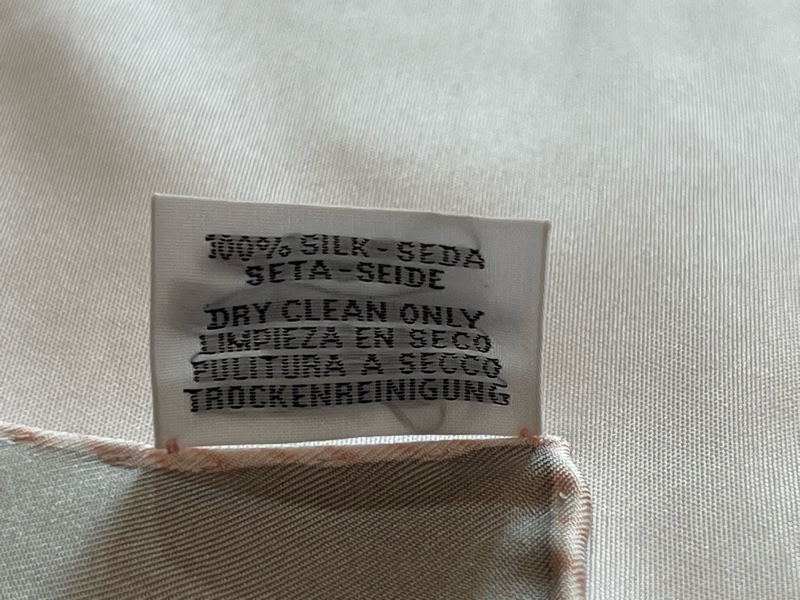 100% SILK - SEDA
SETA - SEIDE
DRY CLEAN ONLY
LIMPIEZA EN SECO
PULITURA A SECCO
TROCKENREINIGUNG